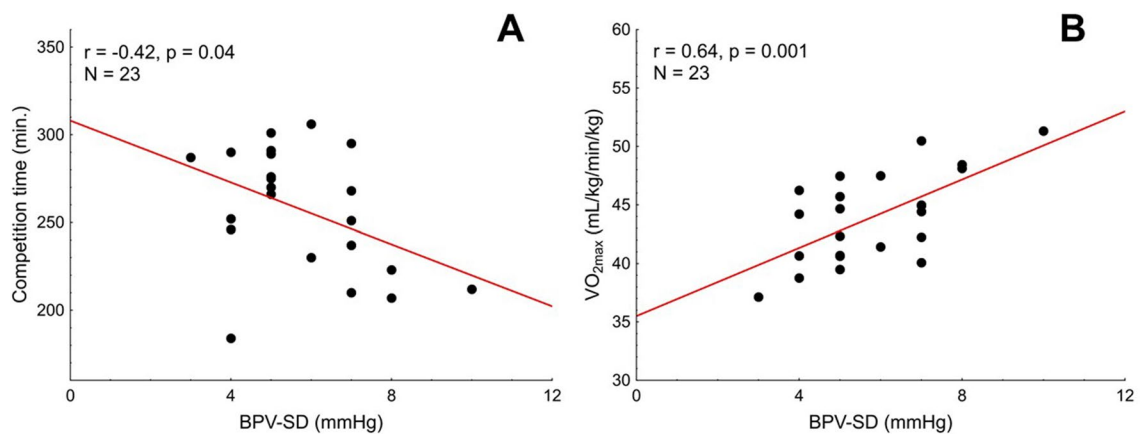 A
r = -0.42, p = 0.04
N = 23
Competition time (min.)
350
300
250
200
0
4
8
12
BPV-SD (mmHg)
B
r = 0.64, p = 0.001
N = 23
VO2max (mL/kg/min/kg)
60
55
50
45
40
35
30
0
4
8
12
BPV-SD (mmHg)